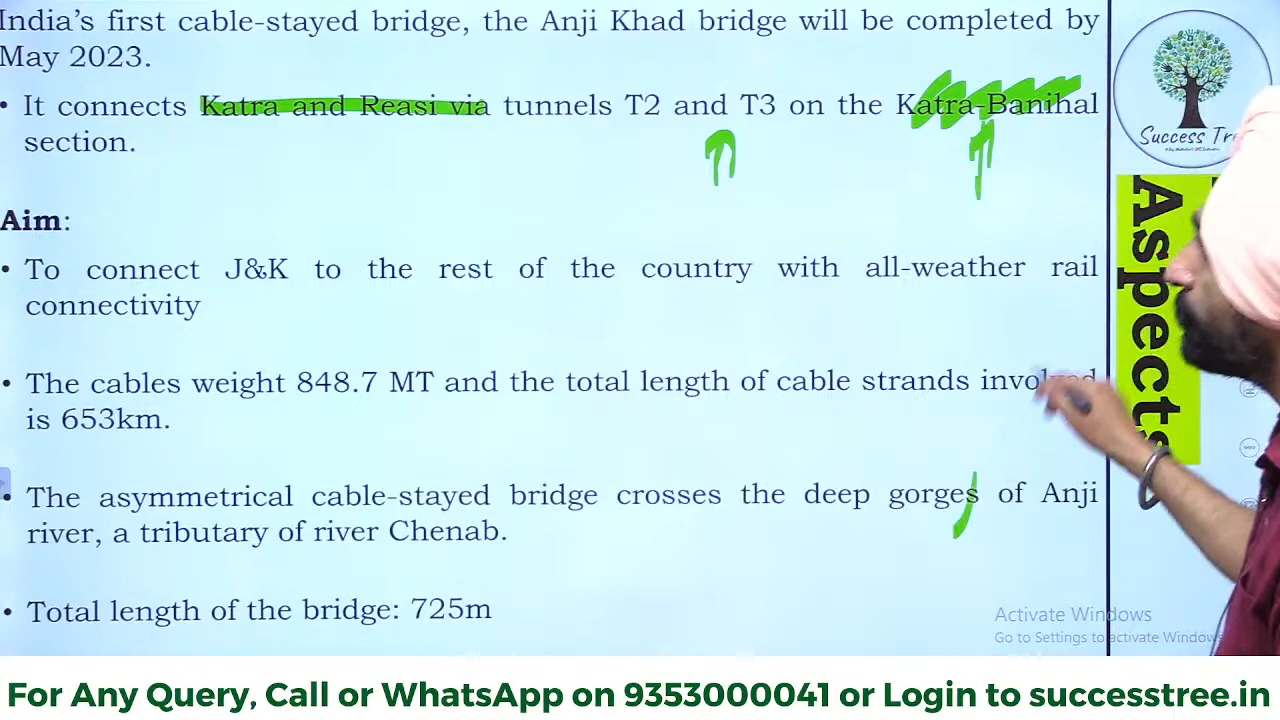 India’s first cable-stayed bridge, the Anji Khad bridge will be completed by
May 2023.
• It connects Katra and Reasi via tunnels T2 and T3 on the Katra-Banihal
section.
Aim:
• To connect J&K to the rest of the country with all-weather rail
connectivity
• The cables weight 848.7 MT and the total length of cable strands involved
is 653km.
• The asymmetrical cable-stayed bridge crosses the deep gorges of Anji
river, a tributary of river Chenab.
• Total length of the bridge: 725m
Success Tre
Aspects
Activate Windows
Go to Settings to activate Windows
For Any Query, Call or WhatsApp on 9353000041 or Login to successtree.in